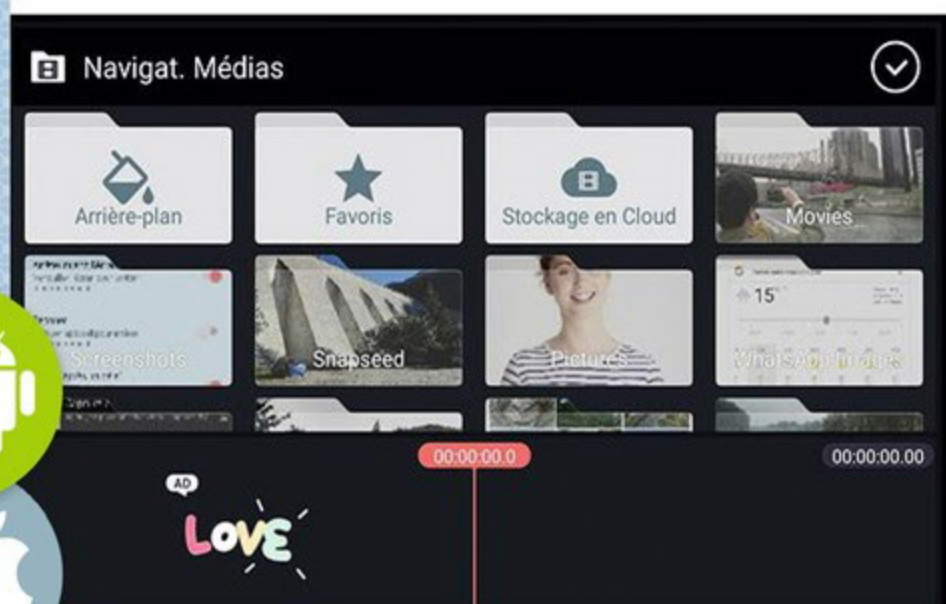 Navigat. Médias
Arrière-plan
Favoris
Stockage en Cloud
Movies
Screenshots
Snapseed
Pictures
WhatsApp Images
15
00:00:00.0
00:00:00.00
AD
LOVE